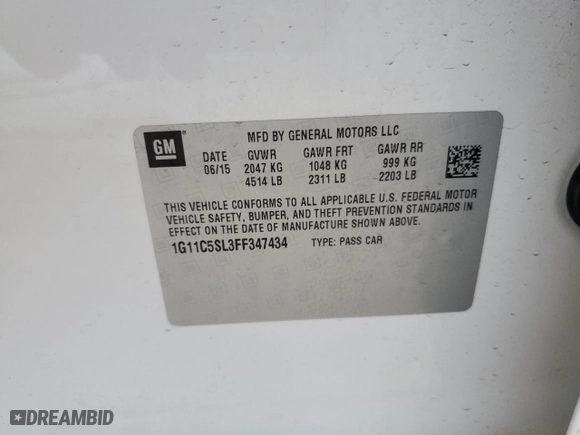 GM
MFD BY GENERAL MOTORS LLC
DATE GVWR GAWR FRT GAWR RR
06/15 2047 KG 1048 KG 999 KG
4514 LB 2311 LB 2203 LB
THIS VEHICLE CONFORMS TO ALL APPLICABLE U.S. FEDERAL MOTOR
VEHICLE SAFETY, BUMPER, AND THEFT PREVENTION STANDARDS IN
EFFECT ON THE DATE OF MANUFACTURE SHOWN ABOVE.
1G11C5SL3FF347434 TYPE: PASS CAR
DREAMBID